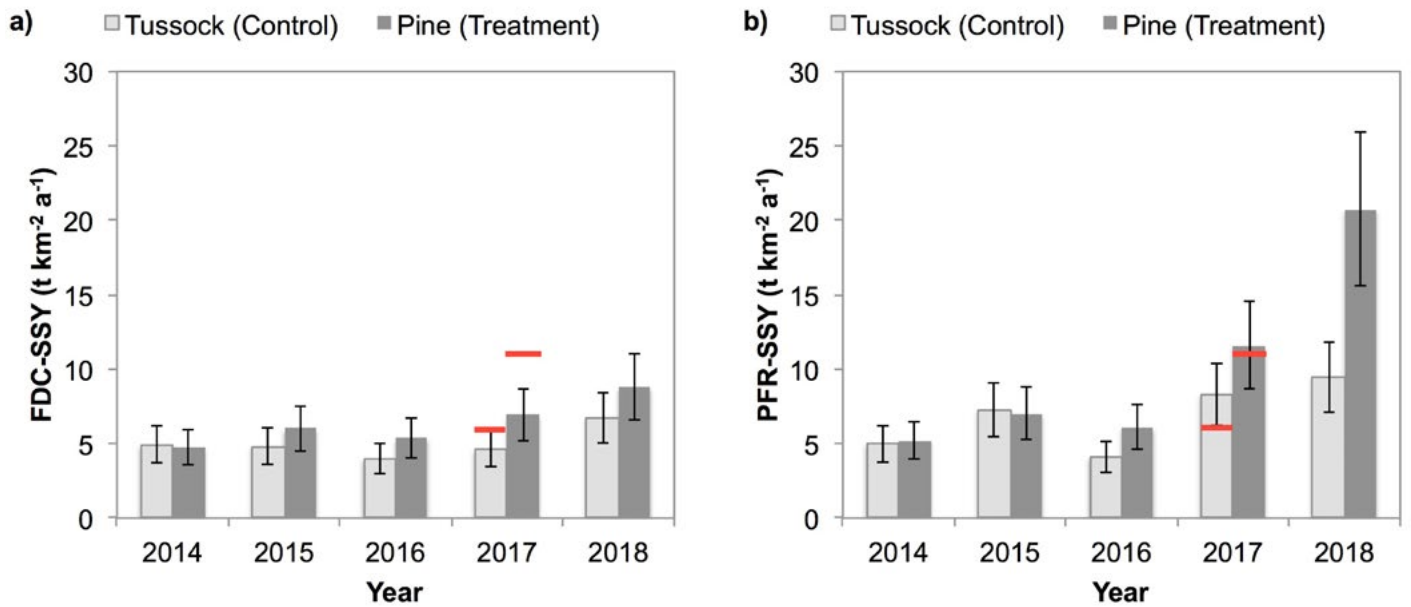 a)
Tussock (Control) Pine (Treatment)
30
25
20
15
10
5
0
FDC-SSY (t km⁻² a⁻¹)
2014 2015 2016 2017 2018
Year
b)
Tussock (Control) Pine (Treatment)
30
25
20
15
10
5
0
PFR-SSY (t km⁻² a⁻¹)
2014 2015 2016 2017 2018
Year